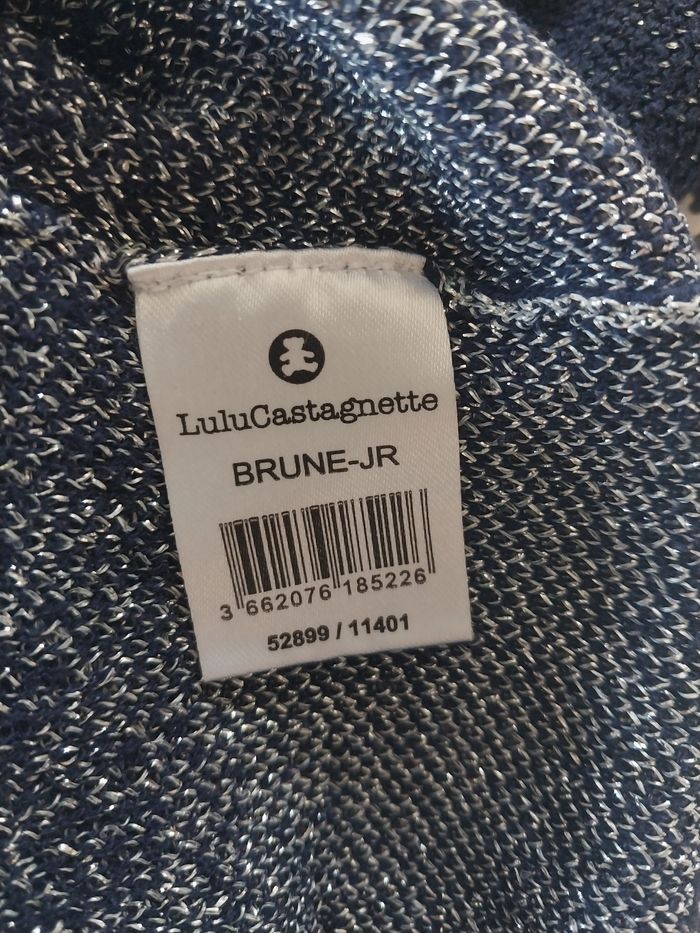 LuluCastagnette
BRUNE-JR
3 662076 185226
52899 / 11401